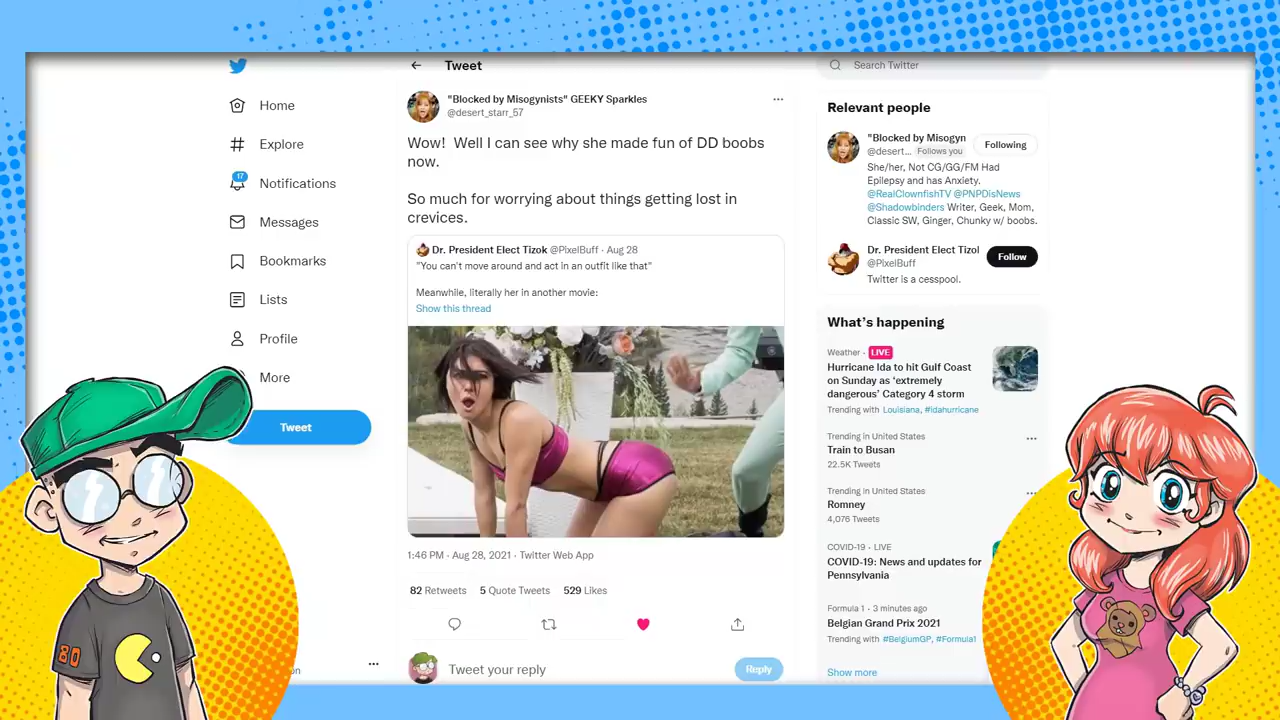 Tweet
Search Twitter
Home
Explore
17
Notifications
Messages
Bookmarks
Lists
Profile
More
Tweet
"Blocked by Misogynists" GEEKY Sparkles
@desert_starr_57
Wow!  Well I can see why she made fun of DD boobs
now.
So much for worrying about things getting lost in
crevices.
Dr. President Elect Tizok @PixelBuff · Aug 28
"You can't move around and act in an outfit like that"
Meanwhile, literally her in another movie:
Show this thread
1:46 PM · Aug 28, 2021 · Twitter Web App
82 Retweets 5 Quote Tweets 529 Likes
Tweet your reply
Reply
Relevant people
"Blocked by Misogyn
@desert... Follows you
Following
She/her, Not CG/GG/FM Had
Epilepsy and has Anxiety.
@RealClownfishTV @PNPDisNews
@Shadowbinders Writer, Geek, Mom,
Classic SW, Ginger, Chunky w/ boobs.
Dr. President Elect Tizol
@PixelBuff
Follow
Twitter is a cesspool.
What's happening
Weather · LIVE
Hurricane Ida to hit Gulf Coast
on Sunday as 'extremely
dangerous' Category 4 storm
Trending with Louisiana, #Idahurricane
Trending in United States
Train to Busan
22.5K Tweets
Trending in United States
Romney
4,076 Tweets
COVID-19 · LIVE
COVID-19: News and updates for
Pennsylvania
Formula 1 · 3 minutes ago
Belgian Grand Prix 2021
Trending with #BelgiumGP, #Formula1
Show more
80